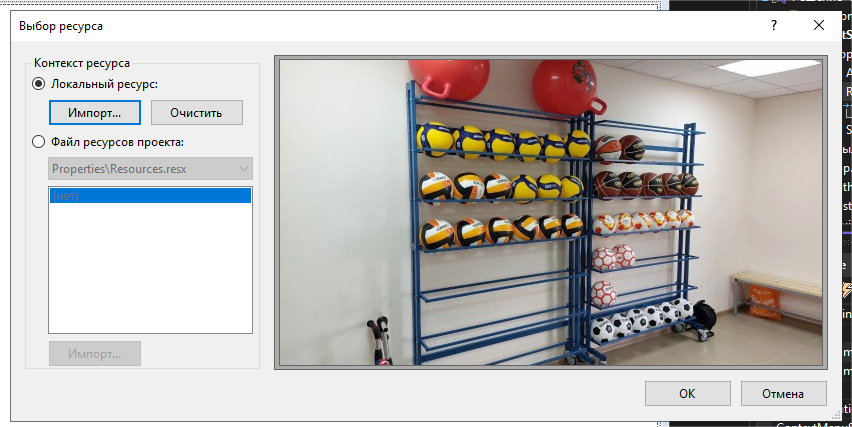 Выбор ресурса
?
Контекст ресурса
Локальный ресурс:
Импорт...
Очистить
Файл ресурсов проекта:
Properties\Resources.resx
(нет)
Импорт...
OK
Отмена